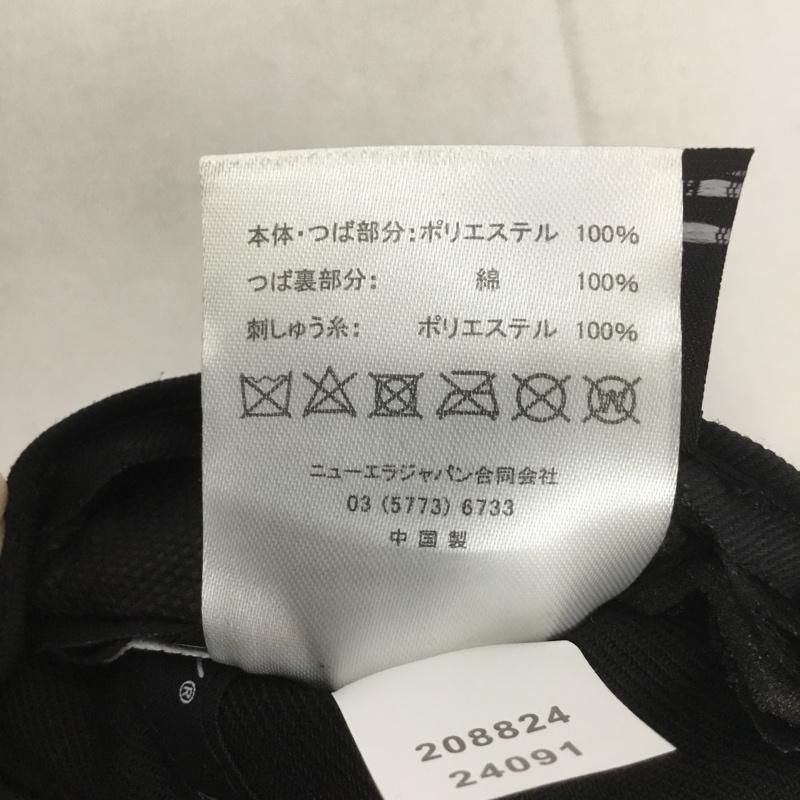 本体・つば部分:ポリエステル 100%
つば裏部分: 綿 100%
刺しゅう糸: ポリエステル 100%
ニューエラジャパン合同会社
03 (5773) 6733
中国製
®
208824
24091